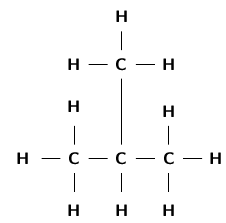 H
H — C — H
H H
H — C — C — C — H
H H H